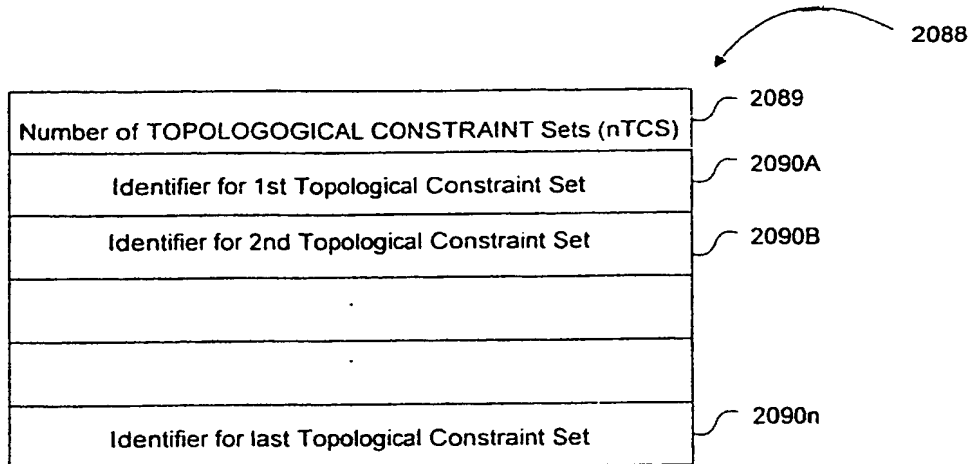 2088
2089
Number of TOPOLOGOGICAL CONSTRAINT Sets (nTCS)
2090A
Identifier for 1st Topological Constraint Set
2090B
Identifier for 2nd Topological Constraint Set
.
.
2090n
Identifier for last Topological Constraint Set